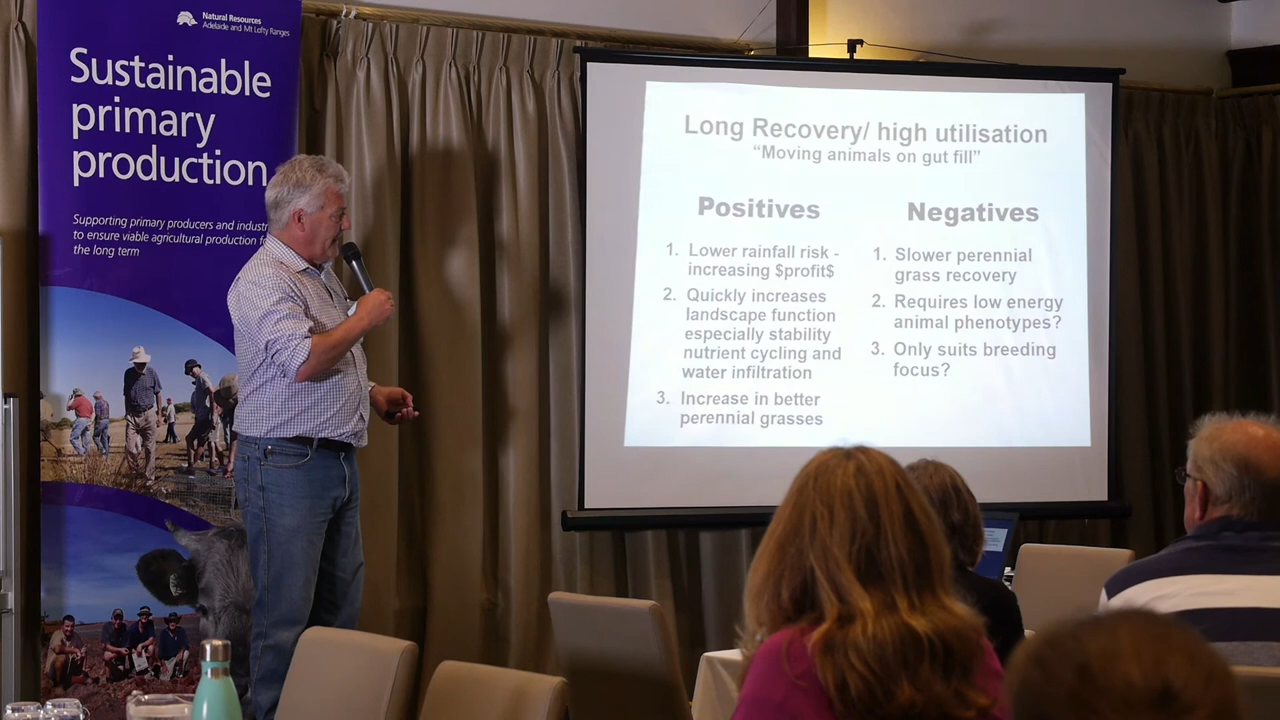 Natural Resources
Adelaide and Mt Lofty Ranges
Sustainable
primary
production
Supporting primary producers and
to ensure viable agricultural production
the long term
Long Recovery/ high utilisation
“Moving animals on gut fill”
Positives
1. Lower rainfall risk -
increasing $profit$
2. Quickly increases
landscape function
especially stability
nutrient cycling and
water infiltration
3. Increase in better
perennial grasses
Negatives
1. Slower perennial
grass recovery
2. Requires low energy
animal phenotypes?
3. Only suits breeding
focus?